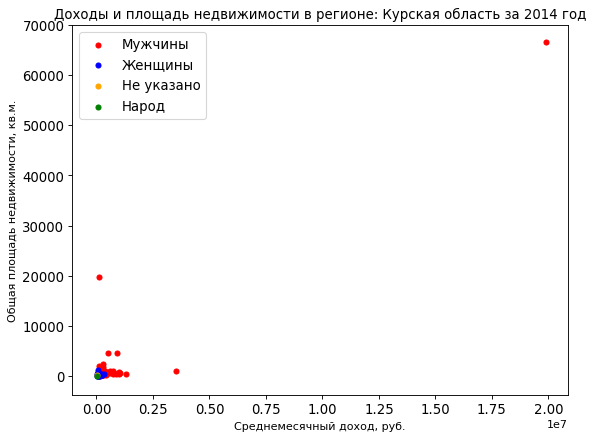 Доходы и площадь недвижимости в регионе: Курская область за 2014 год
Общая площадь недвижимости, кв.м.
70000
60000
50000
40000
30000
20000
10000
0
Мужчины
Женщины
Не указано
Народ
0.00 0.25 0.50 0.75 1.00 1.25 1.50 1.75 2.00
1e7
Среднемесячный доход, руб.